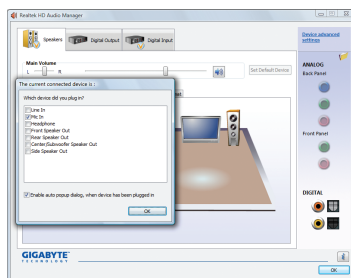 Realtek HD Audio Manager
Speakers
Digital Output
Digital Input
Device advanced settings
Main Volume
L
R
Set Default Device
ANALOG
Back Panel
The current connected device is :
Which device did you plug in?
Line In
Mic In
Headphone
Front Speaker Out
Rear Speaker Out
Center/Subwoofer Speaker Out
Side Speaker Out
Enable auto popup dialog, when device has been plugged in
OK
Front Panel
DIGITAL
GIGABYTE
TECHNOLOGY
OK